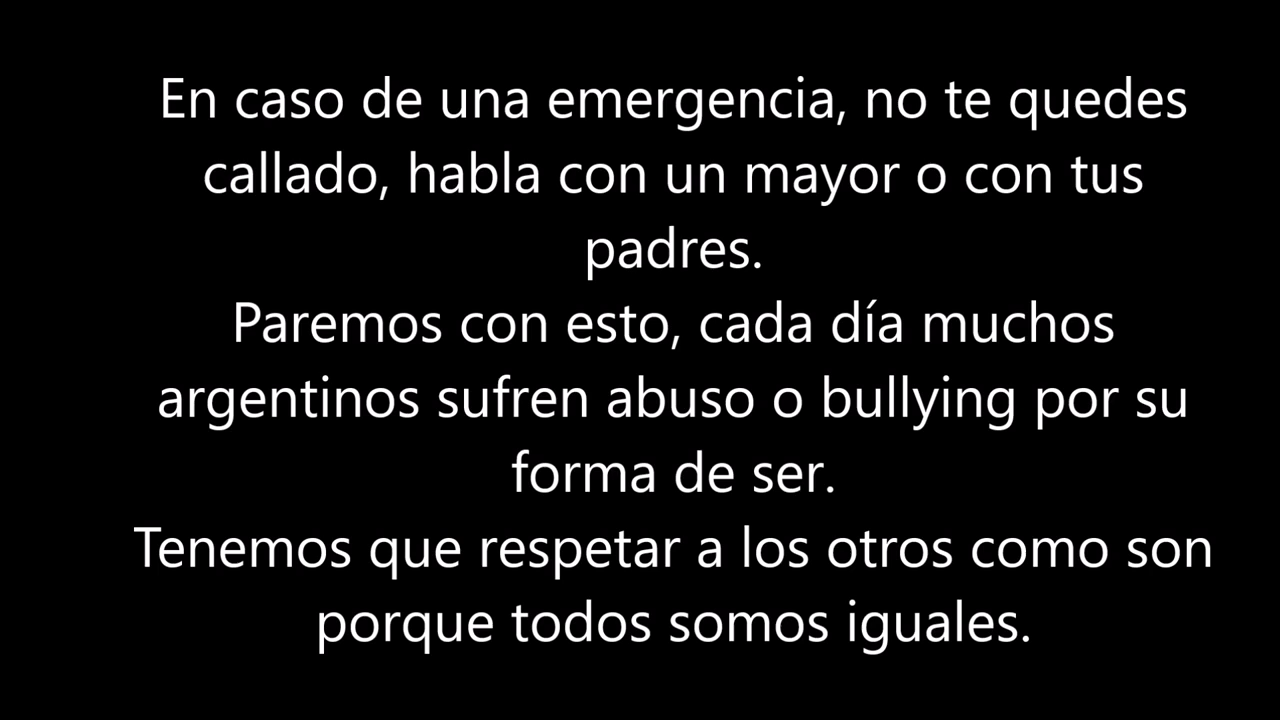 En caso de una emergencia, no te quedes
callado, habla con un mayor o con tus
padres.
Paremos con esto, cada día muchos
argentinos sufren abuso o bullying por su
forma de ser.
Tenemos que respetar a los otros como son
porque todos somos iguales.